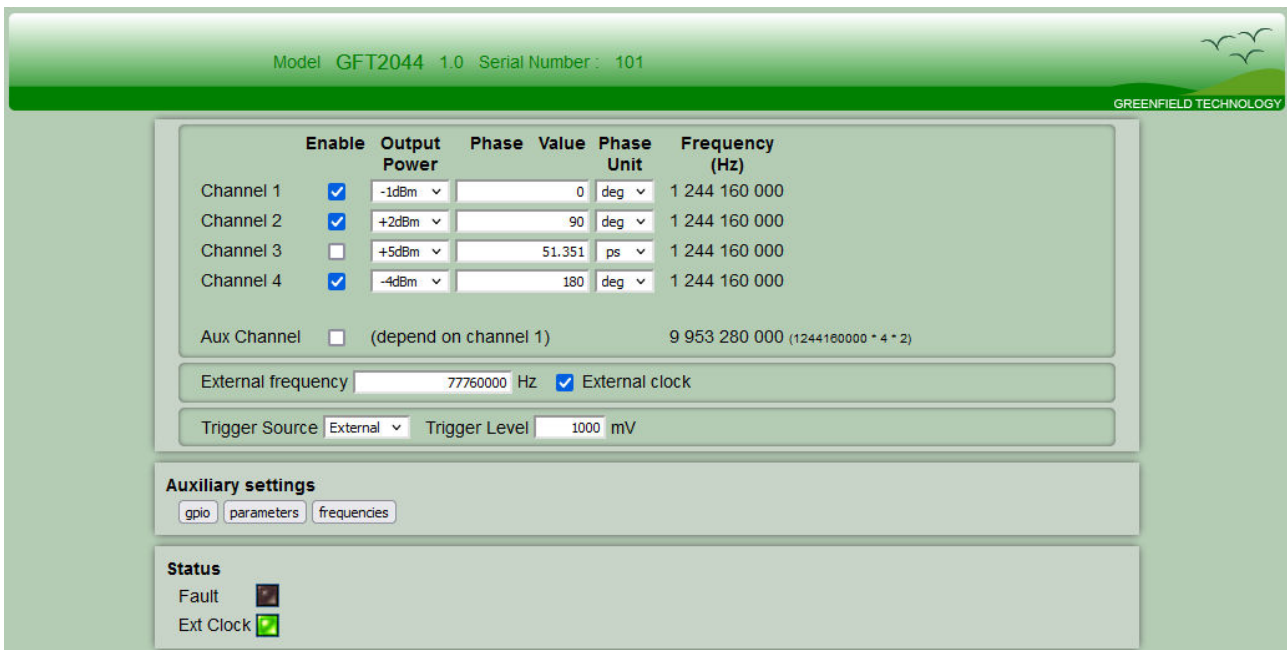 Model GFT2044 1.0 Serial Number : 101
GREENFIELD TECHNOLOGY
Enable Output Power Phase Value Phase Unit Frequency (Hz)
Channel 1 -1dBm 0 deg 1 244 160 000
Channel 2 +2dBm 90 deg 1 244 160 000
Channel 3 +5dBm 51.351 ps 1 244 160 000
Channel 4 -4dBm 180 deg 1 244 160 000
Aux Channel (depend on channel 1) 9 953 280 000 (1244160000 * 4 * 2)
External frequency 77760000 Hz External clock
Trigger Source External Trigger Level 1000 mV
Auxiliary settings
gpio parameters frequencies
Status
Fault
Ext Clock